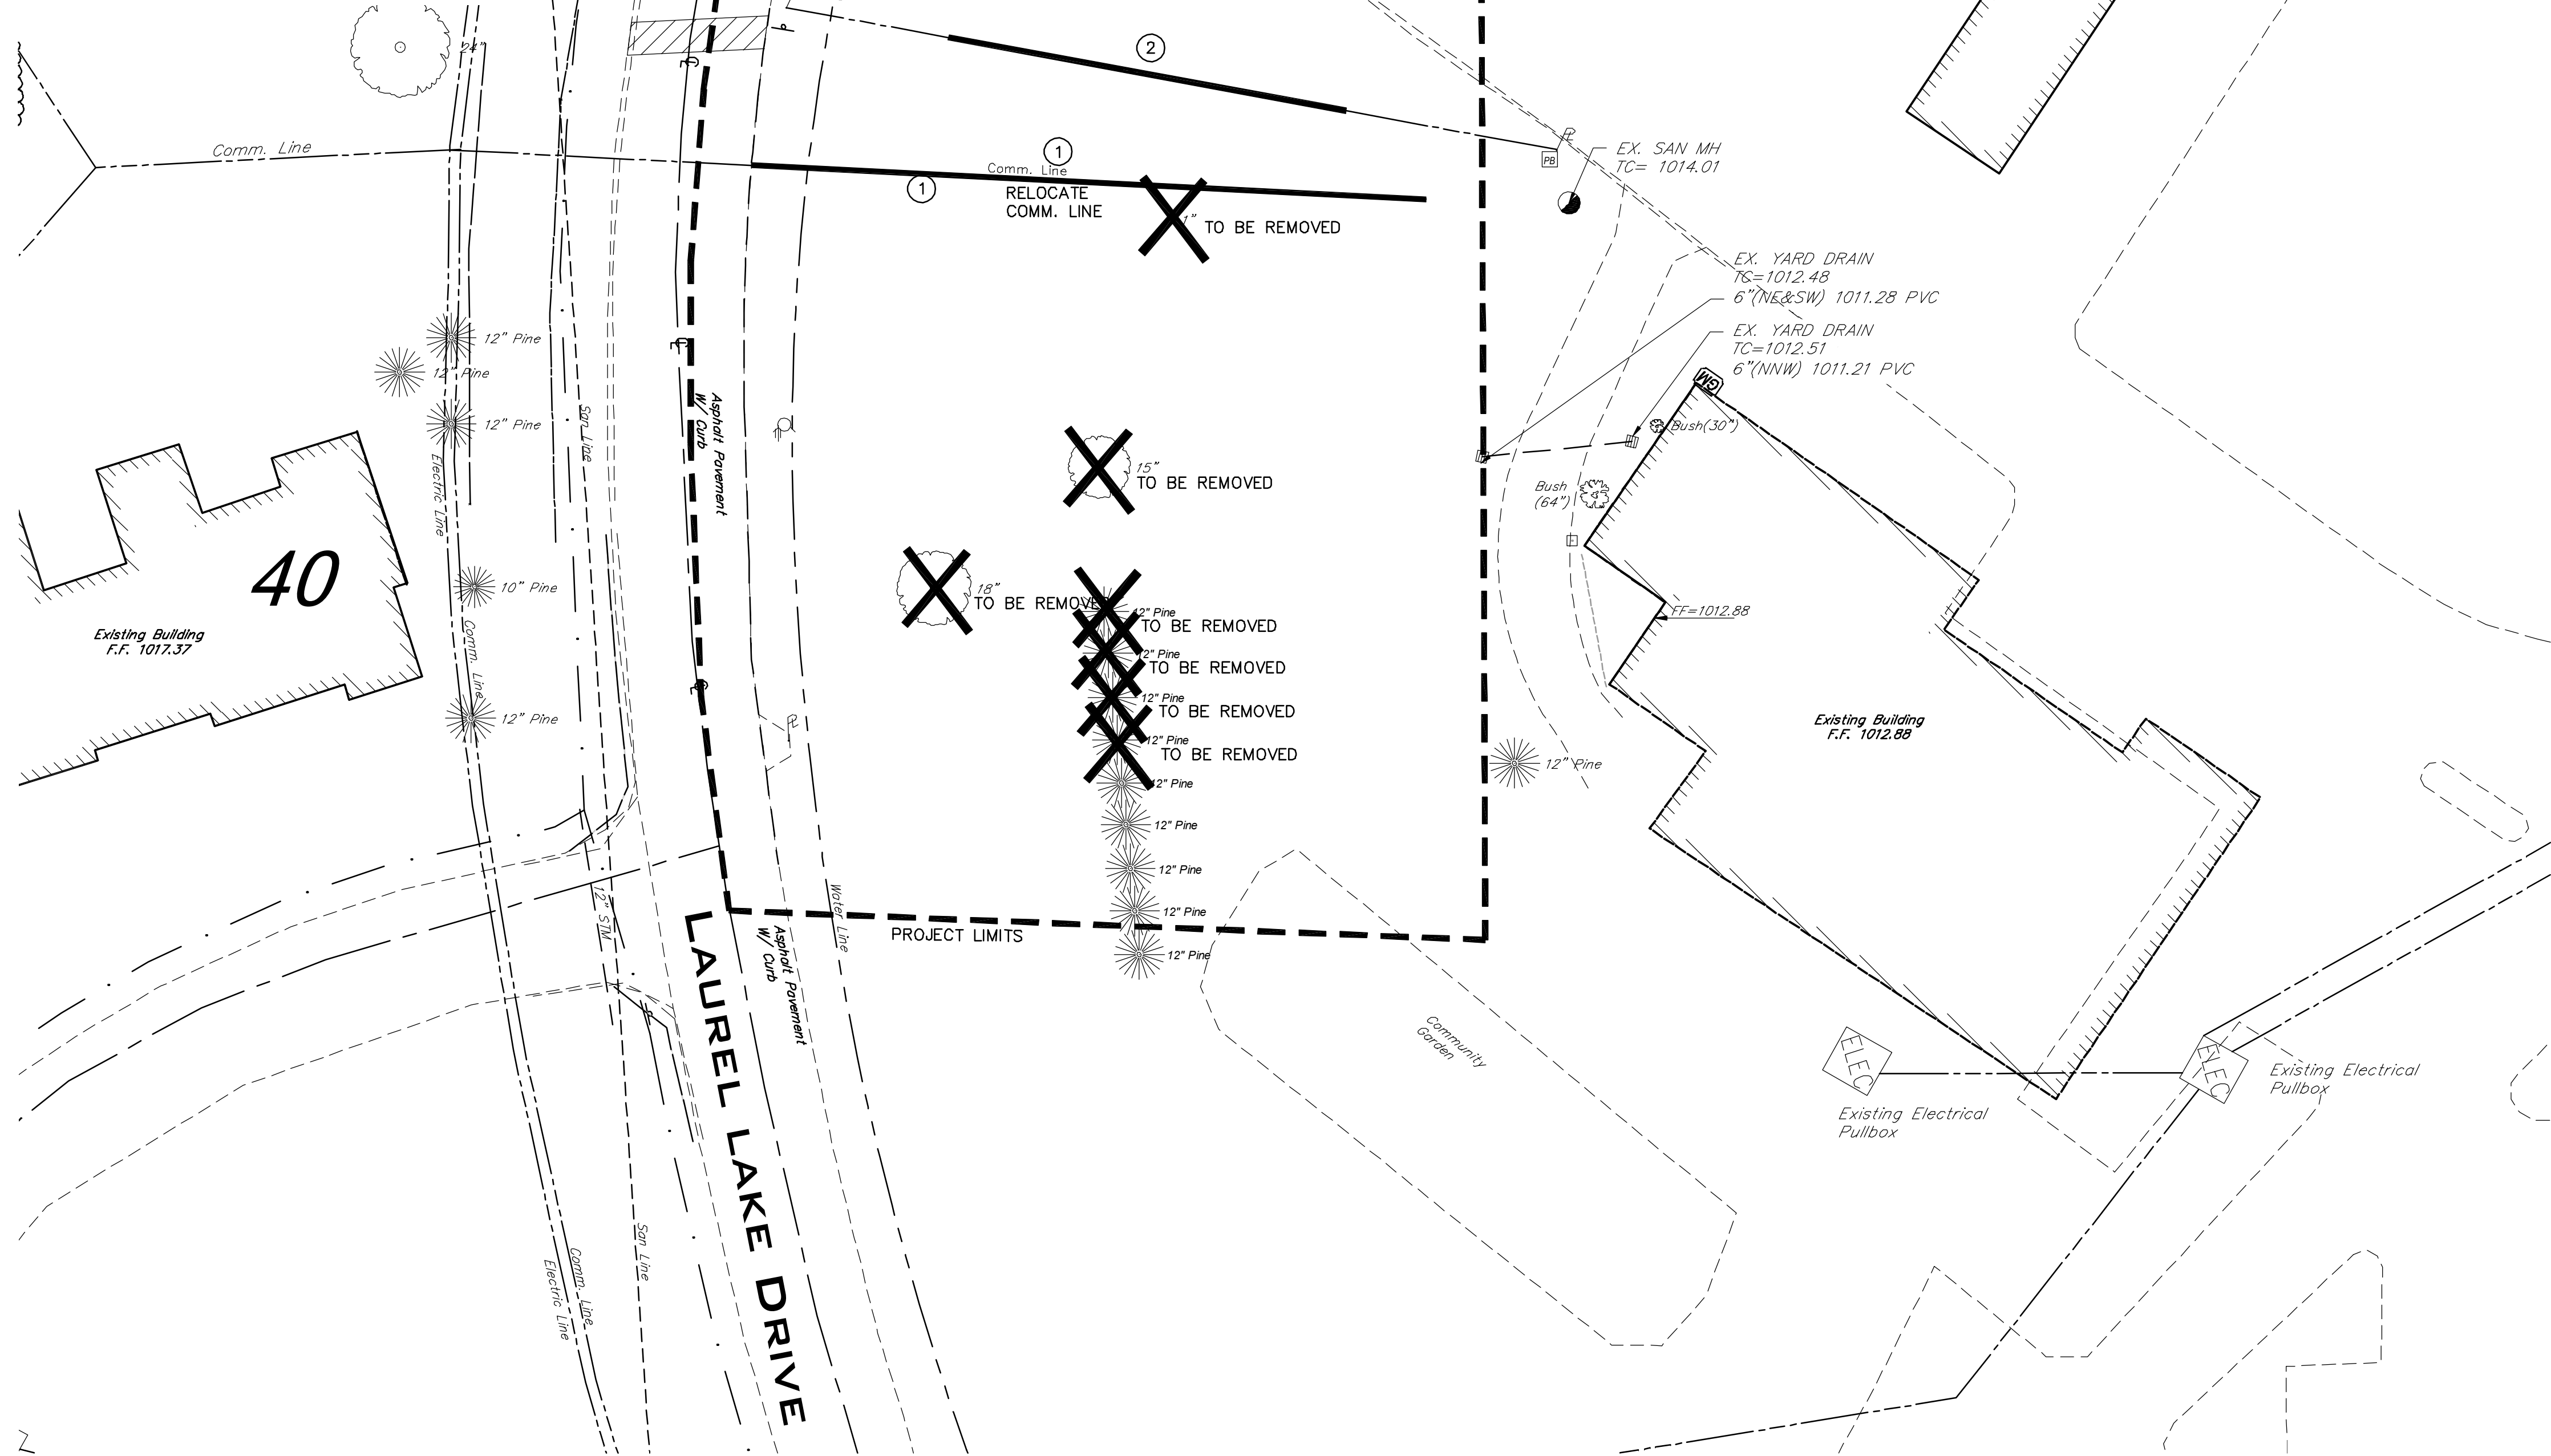 24"
2
Comm. Line
1
Comm. Line
1
RELOCATE
COMM. LINE
1"
TO BE REMOVED
PB
EX. SAN MH
TC= 1014.01
EX. YARD DRAIN
TC=1012.48
6"(NE&SW) 1011.28 PVC
EX. YARD DRAIN
TC=1012.51
6"(NNW) 1011.21 PVC
GM
Bush(30")
Bush
(64")
12" Pine
12" Pine
12" Pine
San Line
Electric Line
Asphalt Pavement
W/ Curb
15"
TO BE REMOVED
40
Existing Building
F.F. 1017.37
10" Pine
Comm. Line
12" Pine
18"
TO BE REMOVED
12" Pine
TO BE REMOVED
12" Pine
TO BE REMOVED
12" Pine
TO BE REMOVED
12" Pine
TO BE REMOVED
12" Pine
12" Pine
12" Pine
12" Pine
12" Pine
FF=1012.88
Existing Building
F.F. 1012.88
12" Pine
12" STM
Water Line
PROJECT LIMITS
Asphalt Pavement
W/ Curb
LAUREL LAKE DRIVE
Community
Garden
ELEC
Existing Electrical
Pullbox
ELEC
Existing Electrical
Pullbox
San Line
Comm. Line
Electric Line